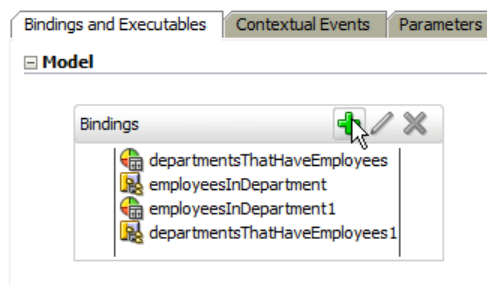 Bindings and Executables Contextual Events Parameters
Model
Bindings
departmentsThatHaveEmployees
employeesInDepartment
employeesInDepartment1
departmentsThatHaveEmployees1